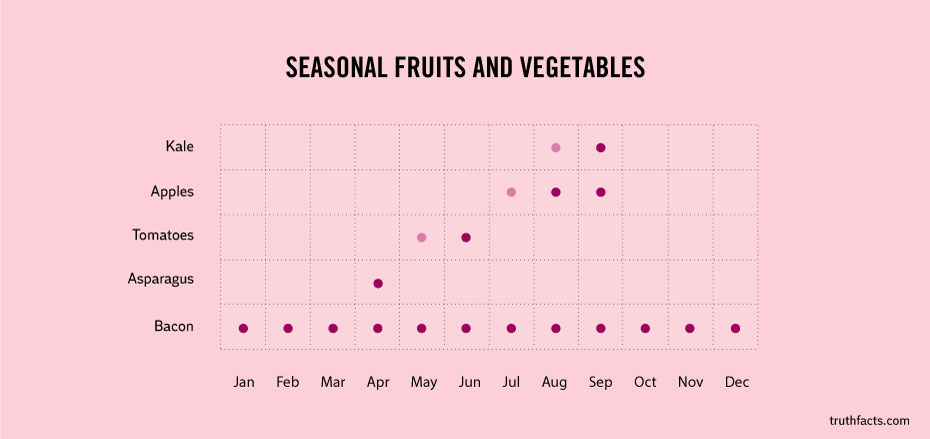 SEASONAL FRUITS AND VEGETABLES
Kale
Apples
Tomatoes
Asparagus
Bacon
Jan Feb Mar Apr May Jun Jul Aug Sep Oct Nov Dec
truthfacts.com